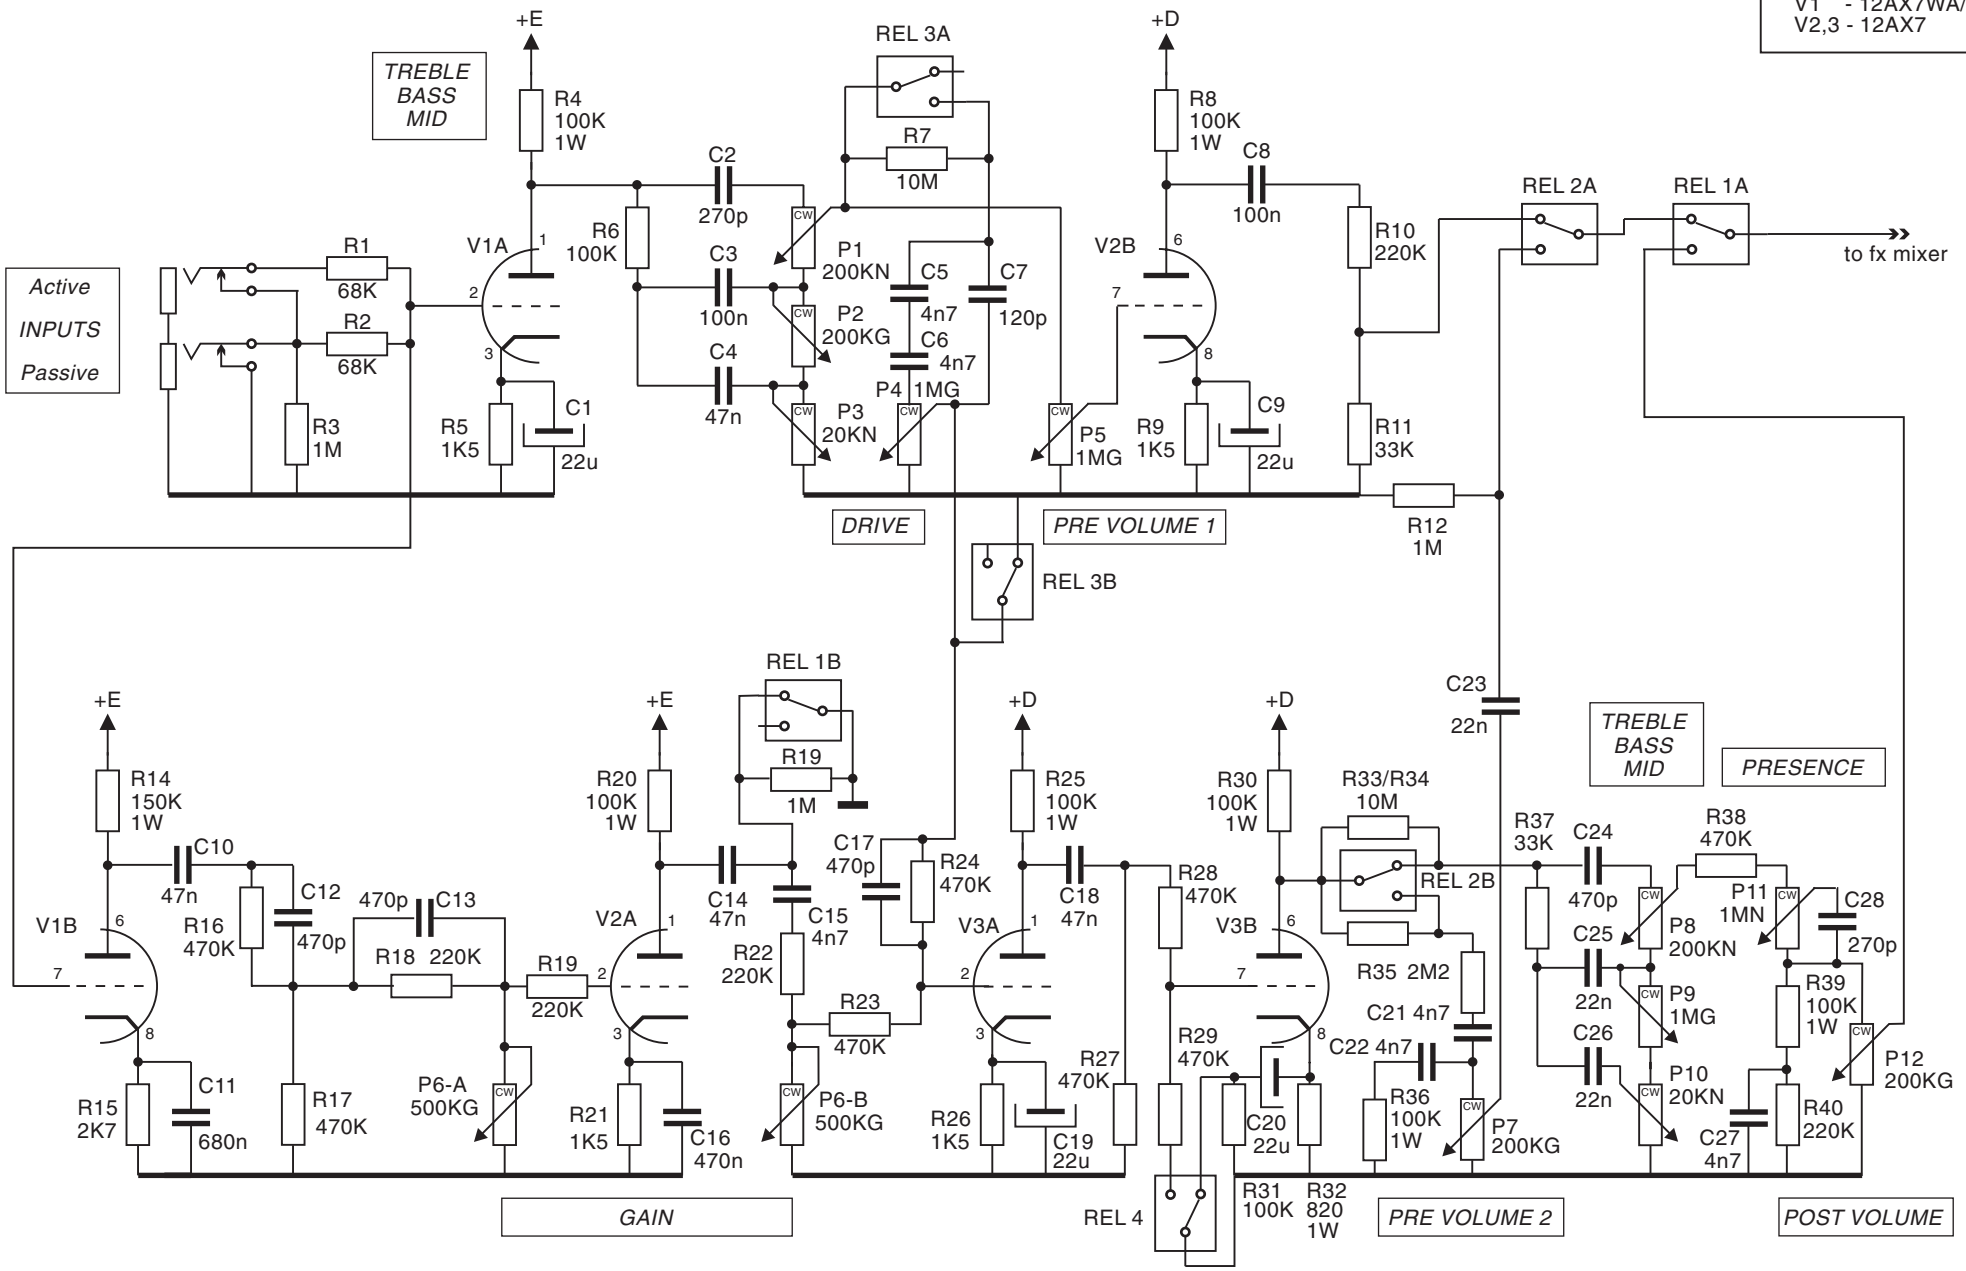 V1 - 12AX7WA/
V2,3 - 12AX7
+E
TREBLE
BASS
MID
R4
100K
1W
REL 3A
R7
10M
+D
R8
100K
1W
C8
100n
C2
270p
R6
100K
C3
100n
C4
47n
CW
P1
200KN
CW
P2
200KG
CW
P3
20KN
C5
4n7
C6
4n7
C7
120p
P4 1MG
CW
CW
P5
1MG
V2B
6
7
8
R9
1K5
C9
22u
R10
220K
R11
33K
REL 2A
REL 1A
to fx mixer
R12
1M
Active
INPUTS
Passive
R1
68K
R2
68K
R3
1M
V1A
1
2
3
R5
1K5
C1
22u
DRIVE
PRE VOLUME 1
REL 3B
+E
R14
150K
1W
C10
47n
V1B
6
7
8
R15
2K7
C11
680n
R16
470K
C12
470p
R17
470K
470p
C13
R18
220K
R19
220K
P6-A
500KG
CW
+E
R20
100K
1W
V2A
1
2
3
R21
1K5
C16
470n
REL 1B
R19
1M
C14
47n
C15
4n7
R22
220K
R23
470K
CW
P6-B
500KG
C17
470p
R24
470K
+D
R25
100K
1W
V3A
1
2
3
R26
1K5
C19
22u
C18
47n
R27
470K
R28
470K
R29
470K
REL 4
+D
R30
100K
1W
V3B
6
7
8
R31
100K
C20
22u
R32
820
1W
R33/R34
10M
REL 2B
R35 2M2
C21 4n7
C22 4n7
R36
100K
1W
CW
P7
200KG
C23
22n
TREBLE
BASS
MID
PRESENCE
R37
33K
C24
470p
C25
22n
C26
22n
CW
P8
200KN
CW
P9
1MG
CW
P10
20KN
R38
470K
P11
1MN
CW
C28
270p
R39
100K
1W
C27
4n7
R40
220K
CW
P12
200KG
GAIN
PRE VOLUME 2
POST VOLUME